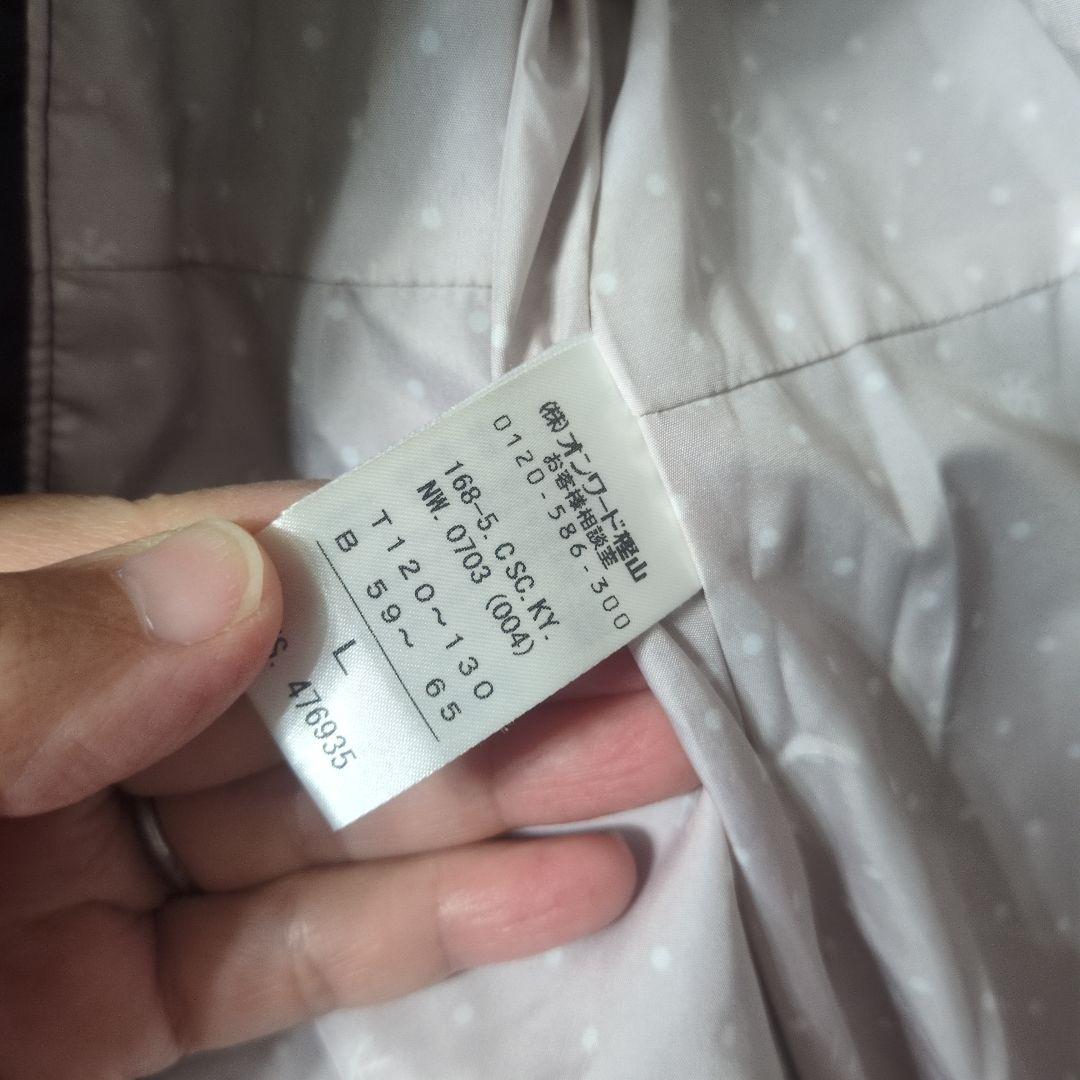 (株)オンワード樫山
お客様相談室
0120-586-300
168-5. C SC. KY.
NW. 0703 (004)
T 120〜130
B 59〜 65
L
S. 476935